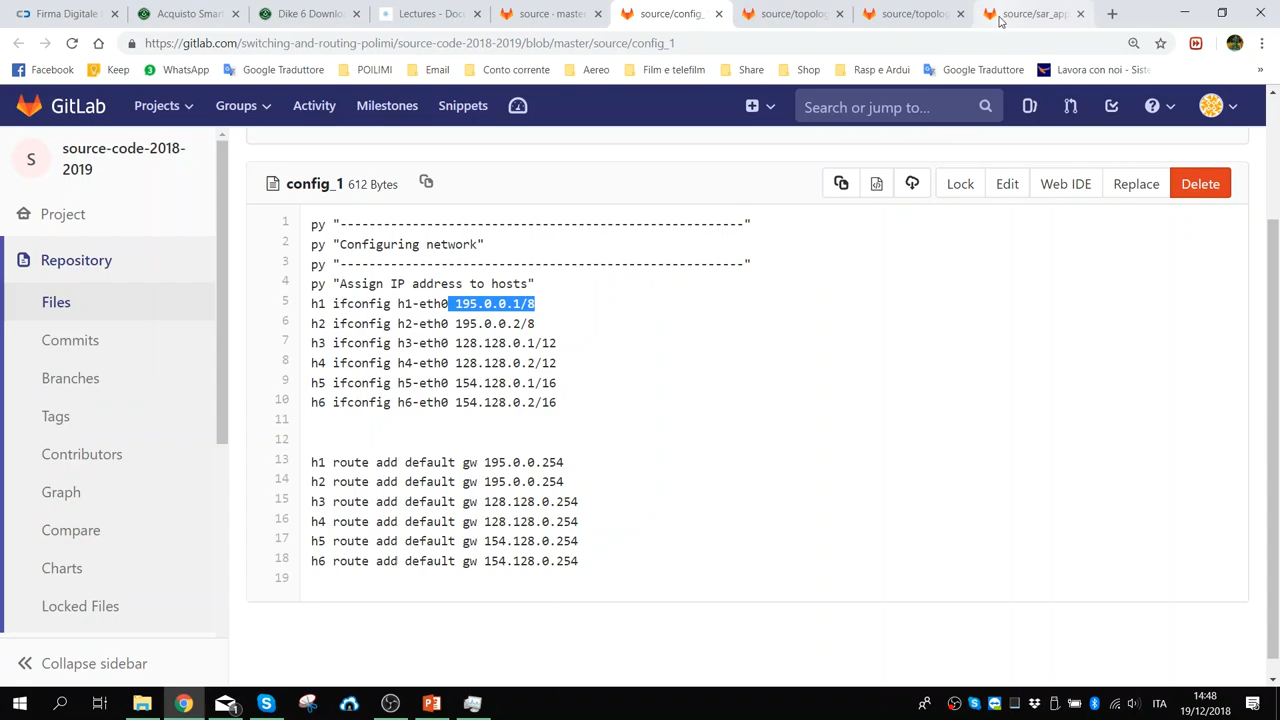 Firma Digitale
Acquisto Smar
Dike 6 Downlo
Lectures - Doc
source · master
source/config_
source/topolog
source/topolog
source/sar_app
https://gitlab.com/switching-and-routing-polimi/source-code-2018-2019/blob/master/source/config_1
Facebook
Keep
WhatsApp
Google Traduttore
POLIMI
Email
Conto corrente
Aereo
Film e telefilm
Share
Shop
Rasp e Ardui
Google Traduttore
Lavora con noi - Siste
»
GitLab
Projects
Groups
Activity
Milestones
Snippets
Search or jump to...
S
source-code-2018-
2019
Project
Repository
Files
Commits
Branches
Tags
Contributors
Graph
Compare
Charts
Locked Files
Collapse sidebar
config_1 612 Bytes
Lock
Edit
Web IDE
Replace
Delete
1 py "--------------------------------------------------------"
2 py "Configuring network"
3 py "--------------------------------------------------------"
4 py "Assign IP address to hosts"
5 h1 ifconfig h1-eth0 195.0.0.1/8
6 h2 ifconfig h2-eth0 195.0.0.2/8
7 h3 ifconfig h3-eth0 128.128.0.1/12
8 h4 ifconfig h4-eth0 128.128.0.2/12
9 h5 ifconfig h5-eth0 154.128.0.1/16
10 h6 ifconfig h6-eth0 154.128.0.2/16
11
12
13 h1 route add default gw 195.0.0.254
14 h2 route add default gw 195.0.0.254
15 h3 route add default gw 128.128.0.254
16 h4 route add default gw 128.128.0.254
17 h5 route add default gw 154.128.0.254
18 h6 route add default gw 154.128.0.254
19
ITA
14:48
19/12/2018